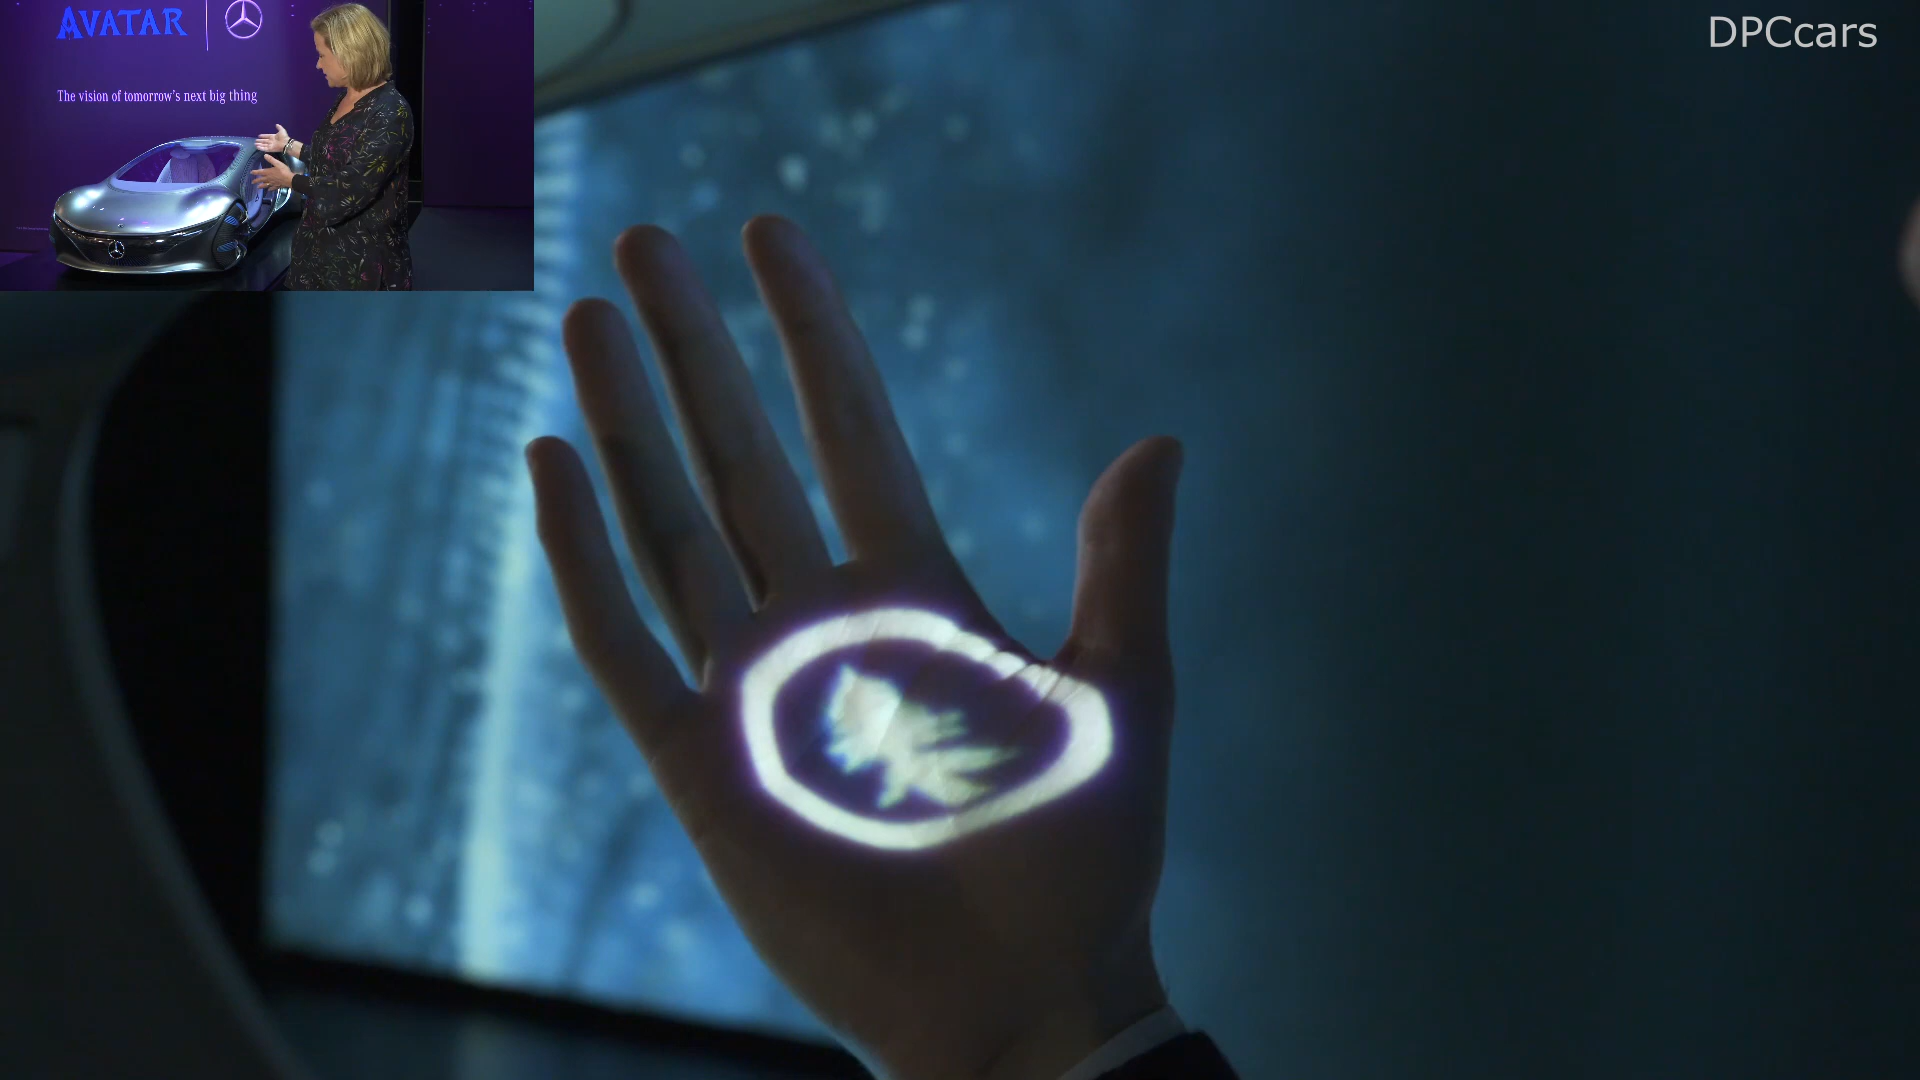 AVATAR
The vision of tomorrow's next big thing
DPCcars